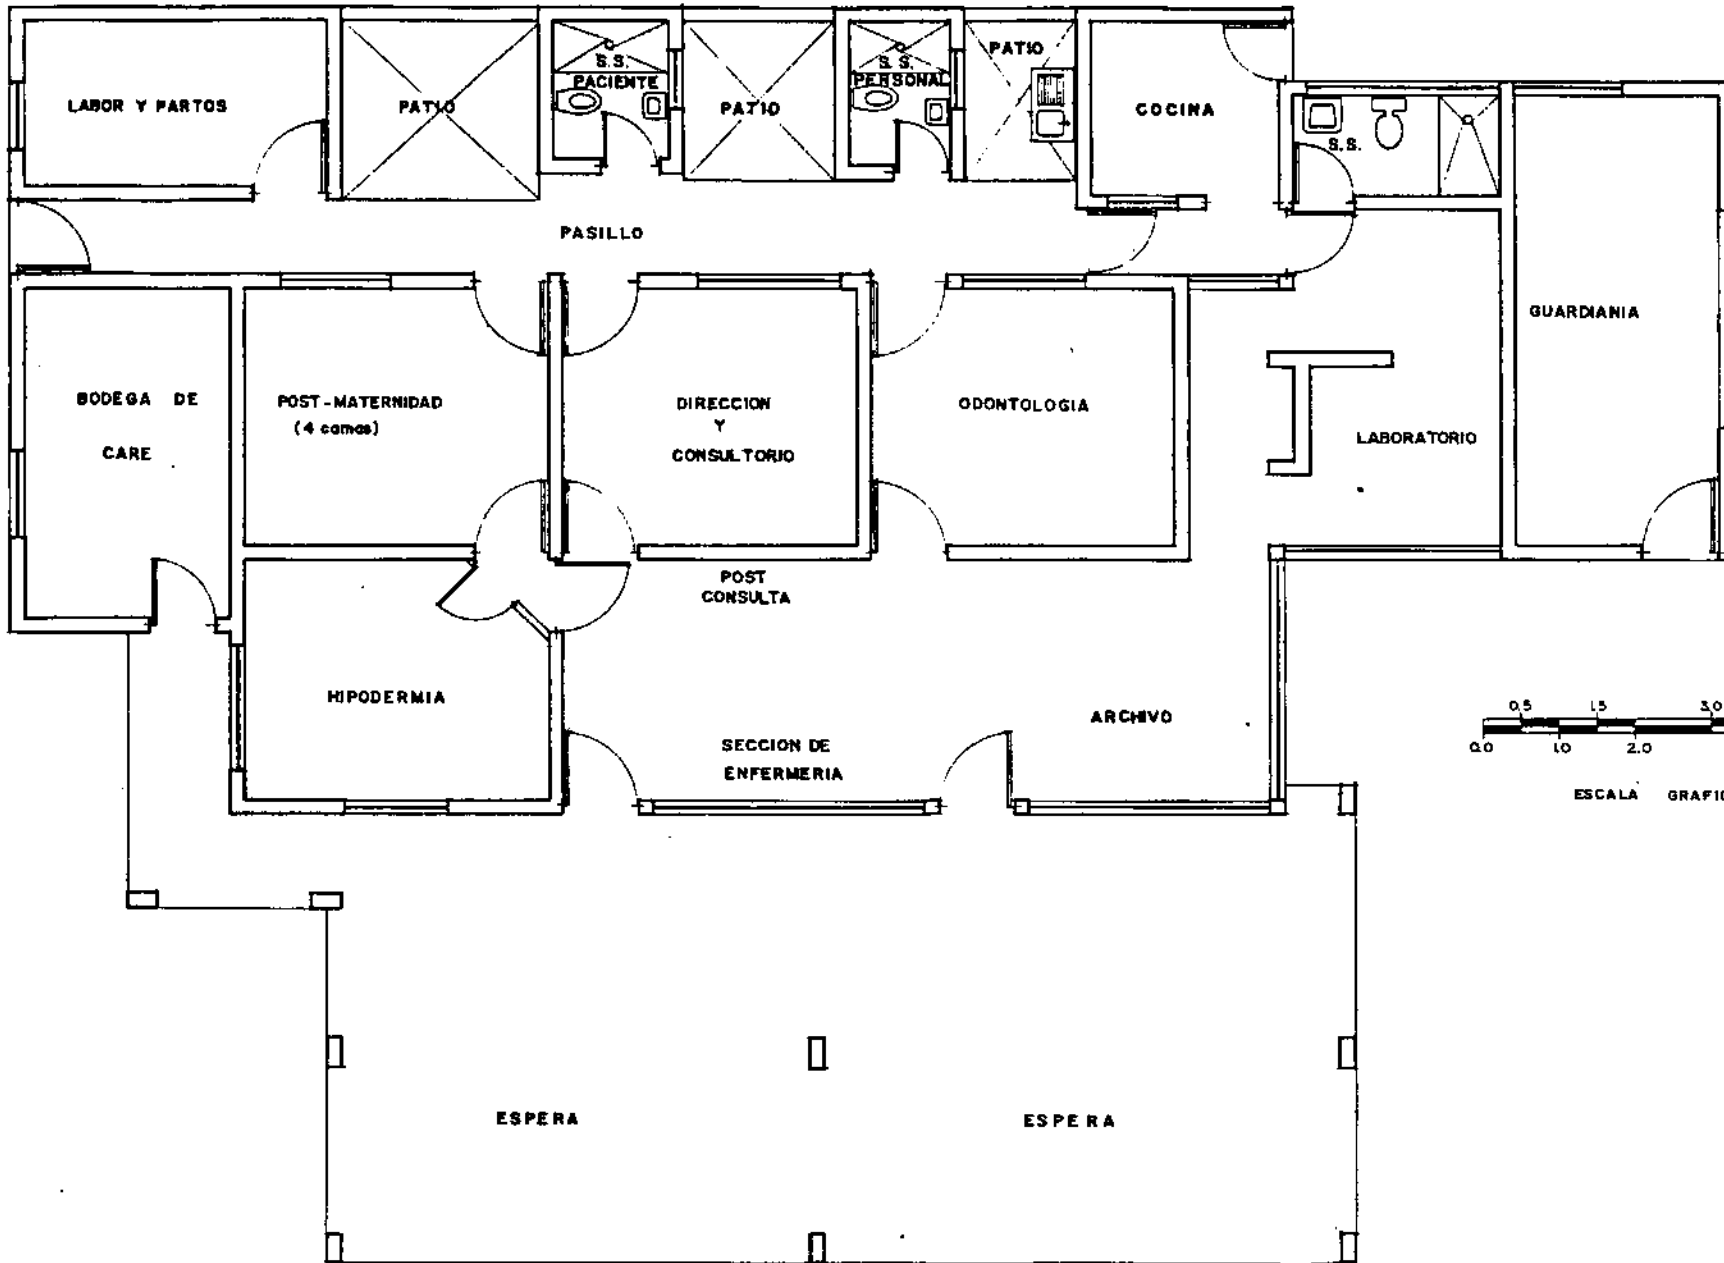 LABOR Y PARTOS
PATIO
S.S.
PACIENTE
PATIO
S. S.
PERSONAL
PATIO
COCINA
S.S.
PASILLO
GUARDIANIA
BODEGA DE
CARE
POST-MATERNIDAD
(4 camas)
DIRECCION
Y
CONSULTORIO
ODONTOLOGIA
LABORATORIO
POST
CONSULTA
HIPODERMIA
SECCION DE
ENFERMERIA
ARCHIVO
0.5 1.5 3.0
0.0 1.0 2.0
ESCALA GRAFIC
ESPERA
ESPERA